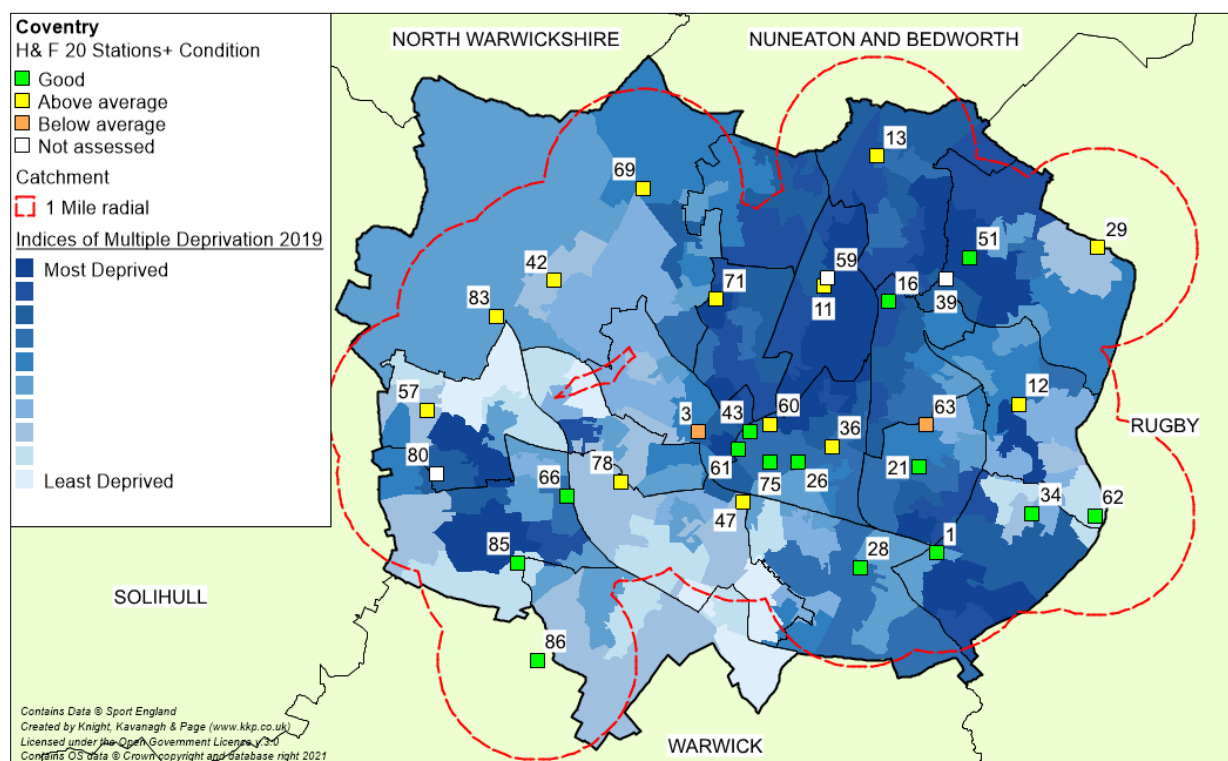 Coventry
H& F 20 Stations+ Condition
Good
Above average
Below average
Not assessed
Catchment
1 Mile radial
Indices of Multiple Deprivation 2019
Most Deprived
Least Deprived
NORTH WARWICKSHIRE
NUNEATON AND BEDWORTH
13
69
29
51
42
59
71
16
39
83
11
57
12
3
43
60
63
RUGBY
36
80
78
61
21
66
75
26
34
62
47
1
85
28
SOLIHULL
86
WARWICK
Contains Data © Sport England
Created by Knight, Kavanagh & Page (www.kkp.co.uk)
Licensed under the Open Government Licence v.3.0
Contains OS data © Crown copyright and database right 2021